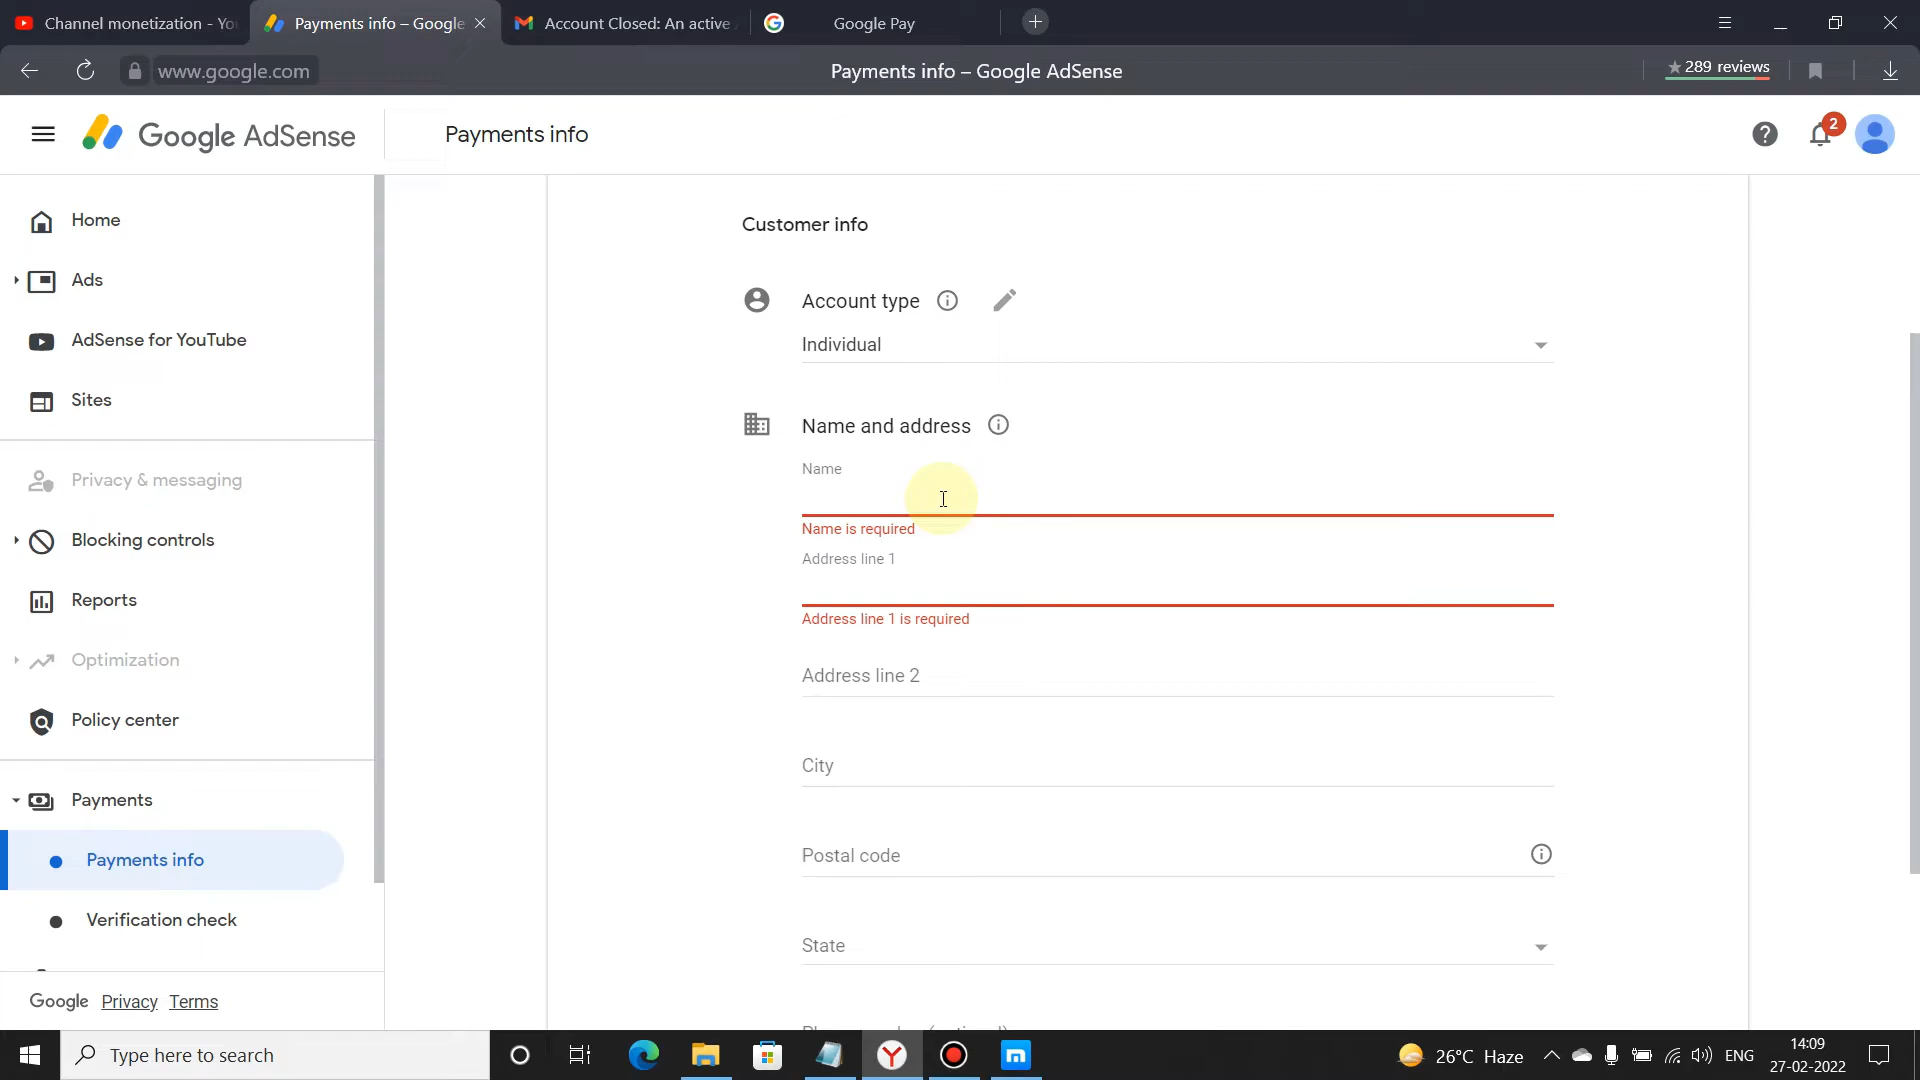 Channel monetization - Yo
Payments info – Google
Account Closed: An active
Google Pay
www.google.com
Payments info – Google AdSense
289 reviews
Google AdSense
Payments info
2
Home
Ads
AdSense for YouTube
Sites
Privacy & messaging
Blocking controls
Reports
Optimization
Policy center
Payments
Payments info
Verification check
Google Privacy Terms
Customer info
Account type
Individual
Name and address
Name
Name is required
Address line 1
Address line 1 is required
Address line 2
City
Postal code
State
Type here to search
26°C Haze
ENG
14:09
27-02-2022